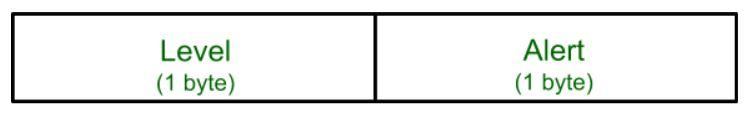 Level
(1 byte)
Alert
(1 byte)